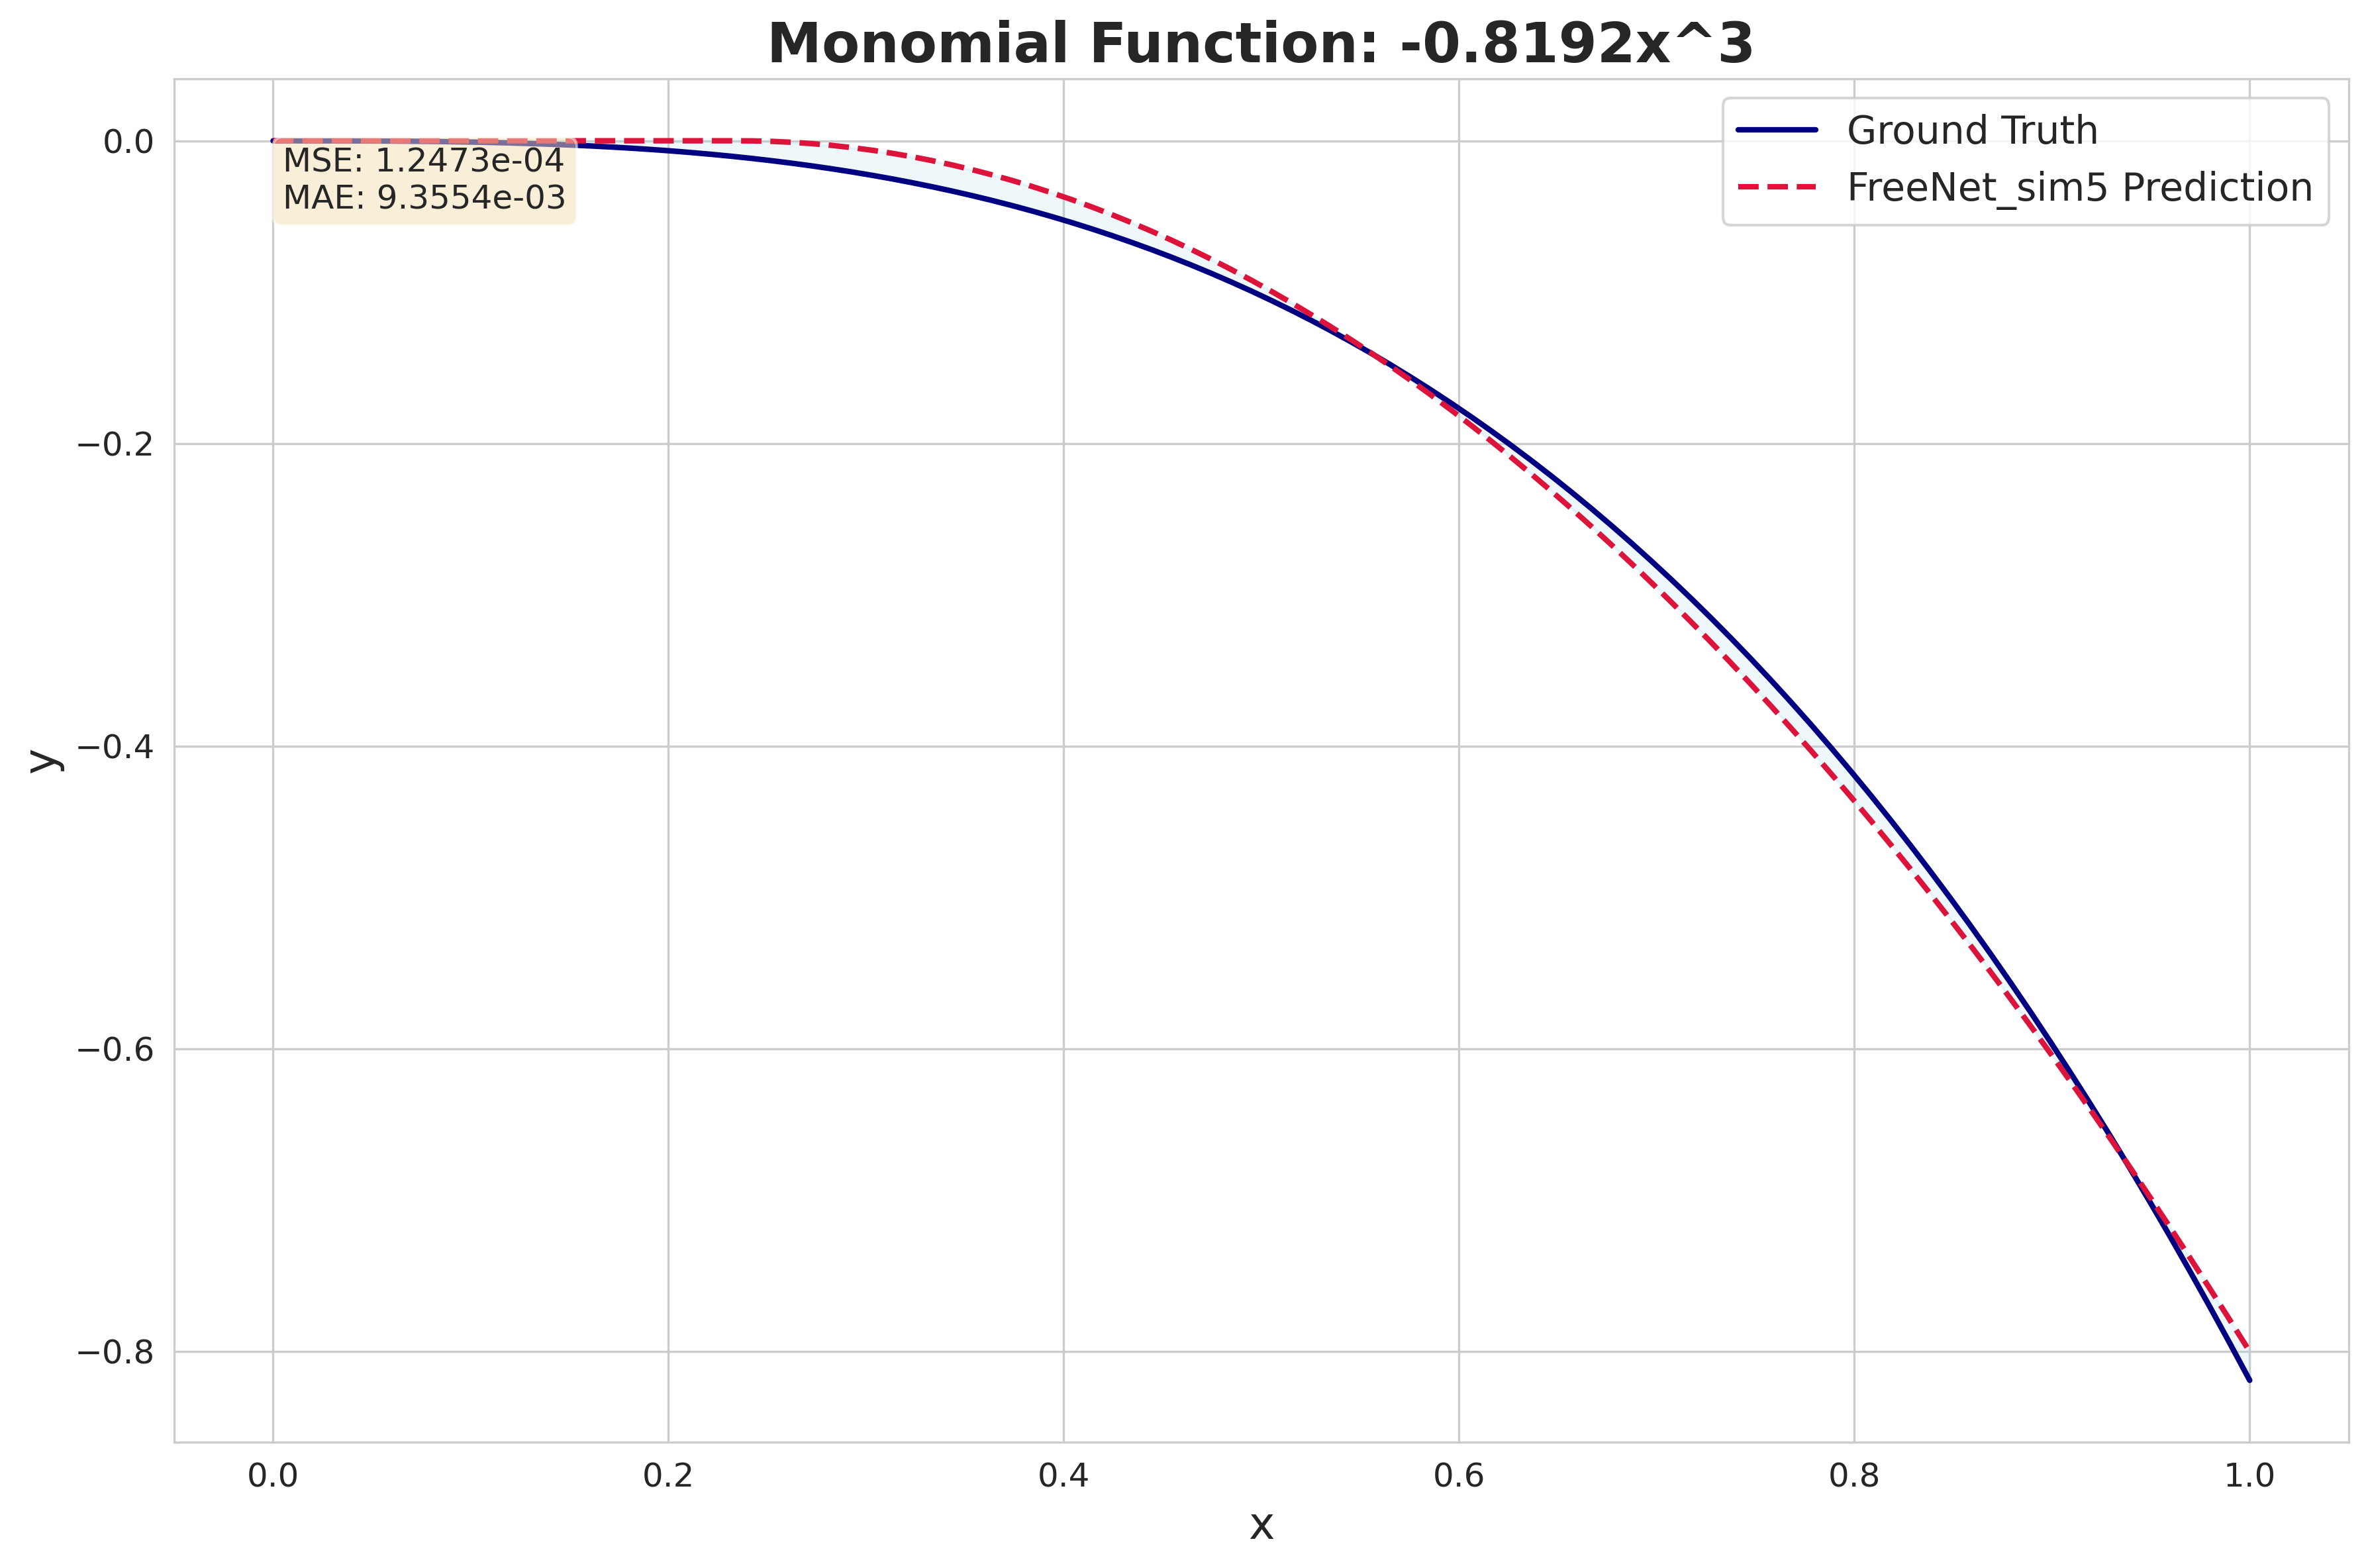 Monomial Function: -0.8192x^3
Ground Truth
FreeNet_sim5 Prediction
MSE: 1.2473e-04
MAE: 9.3554e-03
0.0
−0.2
−0.4
−0.6
−0.8
y
0.0 0.2 0.4 0.6 0.8 1.0
x